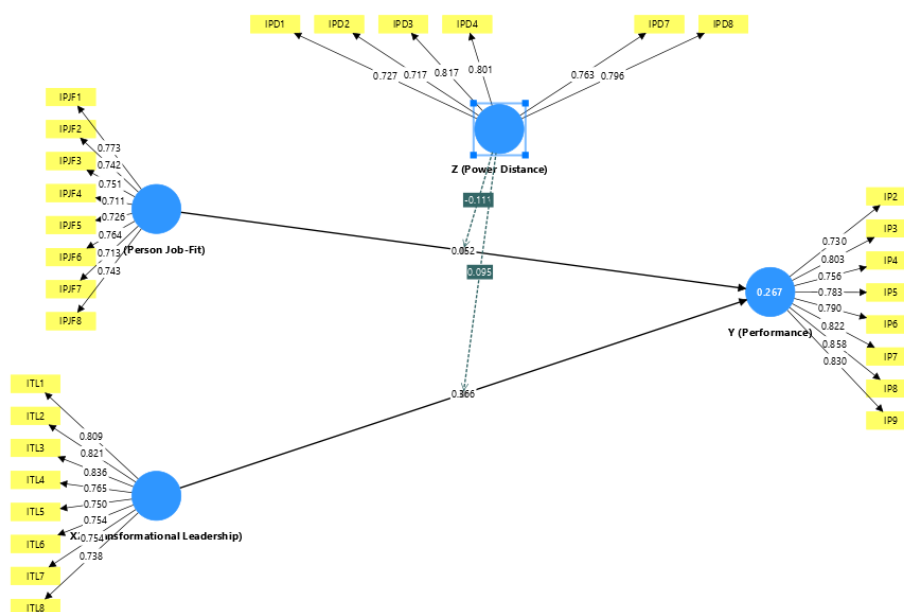 IPD1
IPD2
IPD3
IPD4
IPD7
IPD8
0.727
0.717
0.817
0.801
0.763
0.796
Z (Power Distance)
IPJF1
IPJF2
IPJF3
IPJF4
IPJF5
IPJF6
IPJF7
IPJF8
0.773
0.742
0.751
0.711
0.726
0.764
0.713
0.743
(Person Job-Fit)
-0.111
0.052
0.095
0.366
IP2
IP3
IP4
IP5
IP6
IP7
IP8
IP9
0.730
0.803
0.756
0.783
0.790
0.822
0.858
0.830
0.267
Y (Performance)
ITL1
ITL2
ITL3
ITL4
ITL5
ITL6
ITL7
ITL8
0.809
0.821
0.836
0.765
0.750
0.754
0.754
0.738
Leadership)